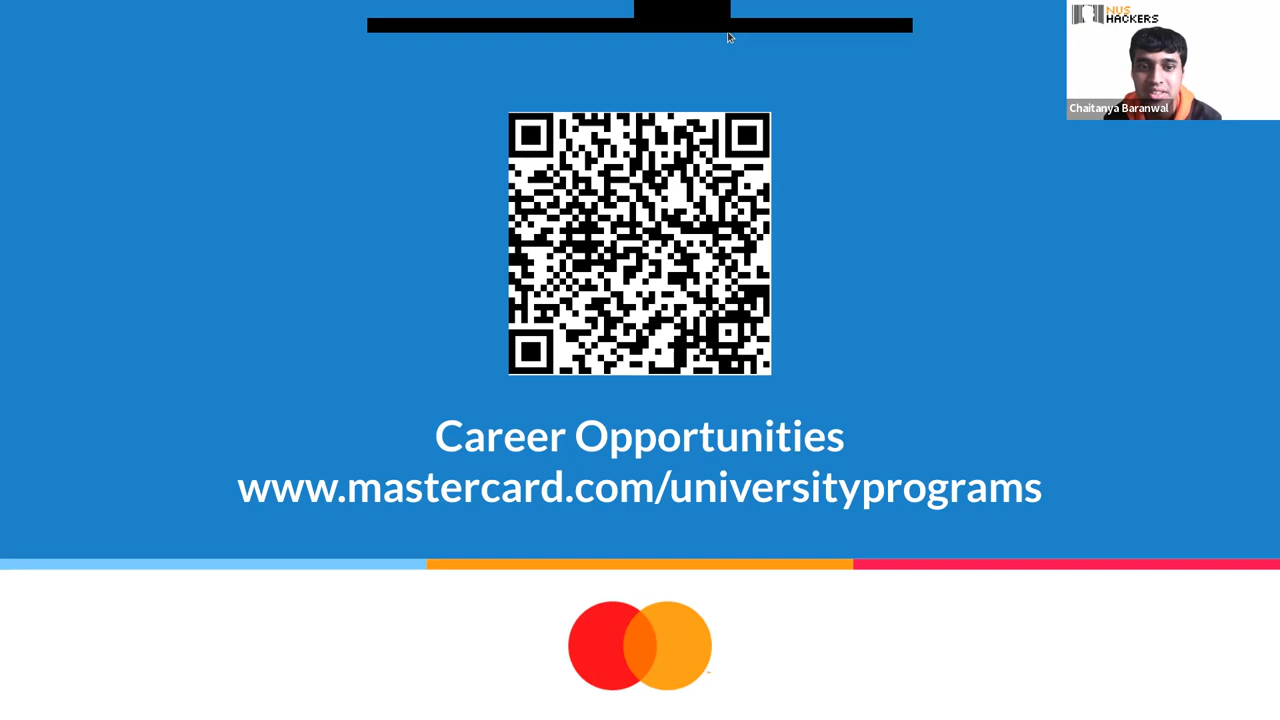 NUS
HACKERS
Chaitanya Baranwal
Career Opportunities
www.mastercard.com/universityprograms